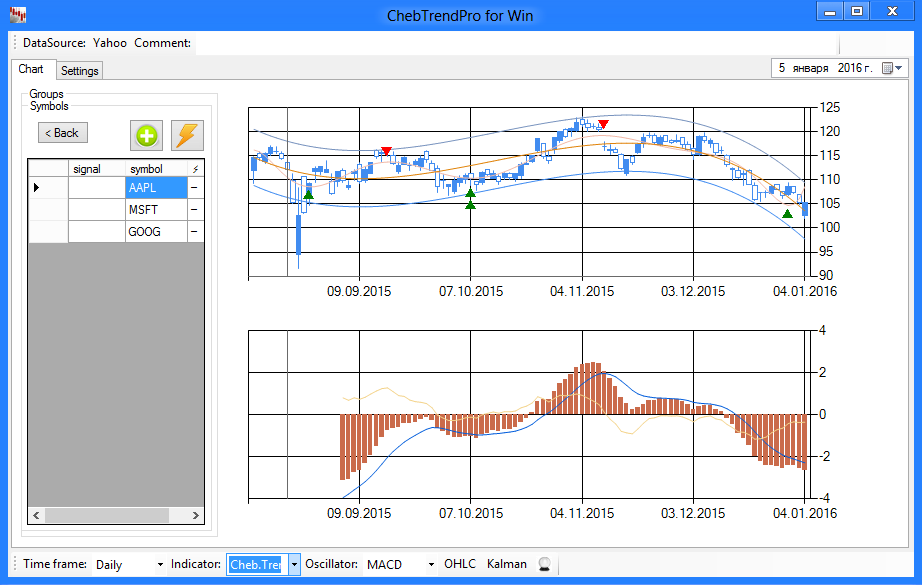 ChebTrendPro for Win
DataSource: Yahoo Comment:
Chart Settings
5 января 2016 г.
Groups
Symbols
< Back
signal symbol
AAPL –
MSFT –
GOOG –
125
120
115
110
105
100
95
90
09.09.2015 07.10.2015 04.11.2015 03.12.2015 04.01.2016
4
2
0
-2
-4
09.09.2015 07.10.2015 04.11.2015 03.12.2015 04.01.2016
Time frame: Daily Indicator: Cheb.Tre Oscillator: MACD OHLC Kalman